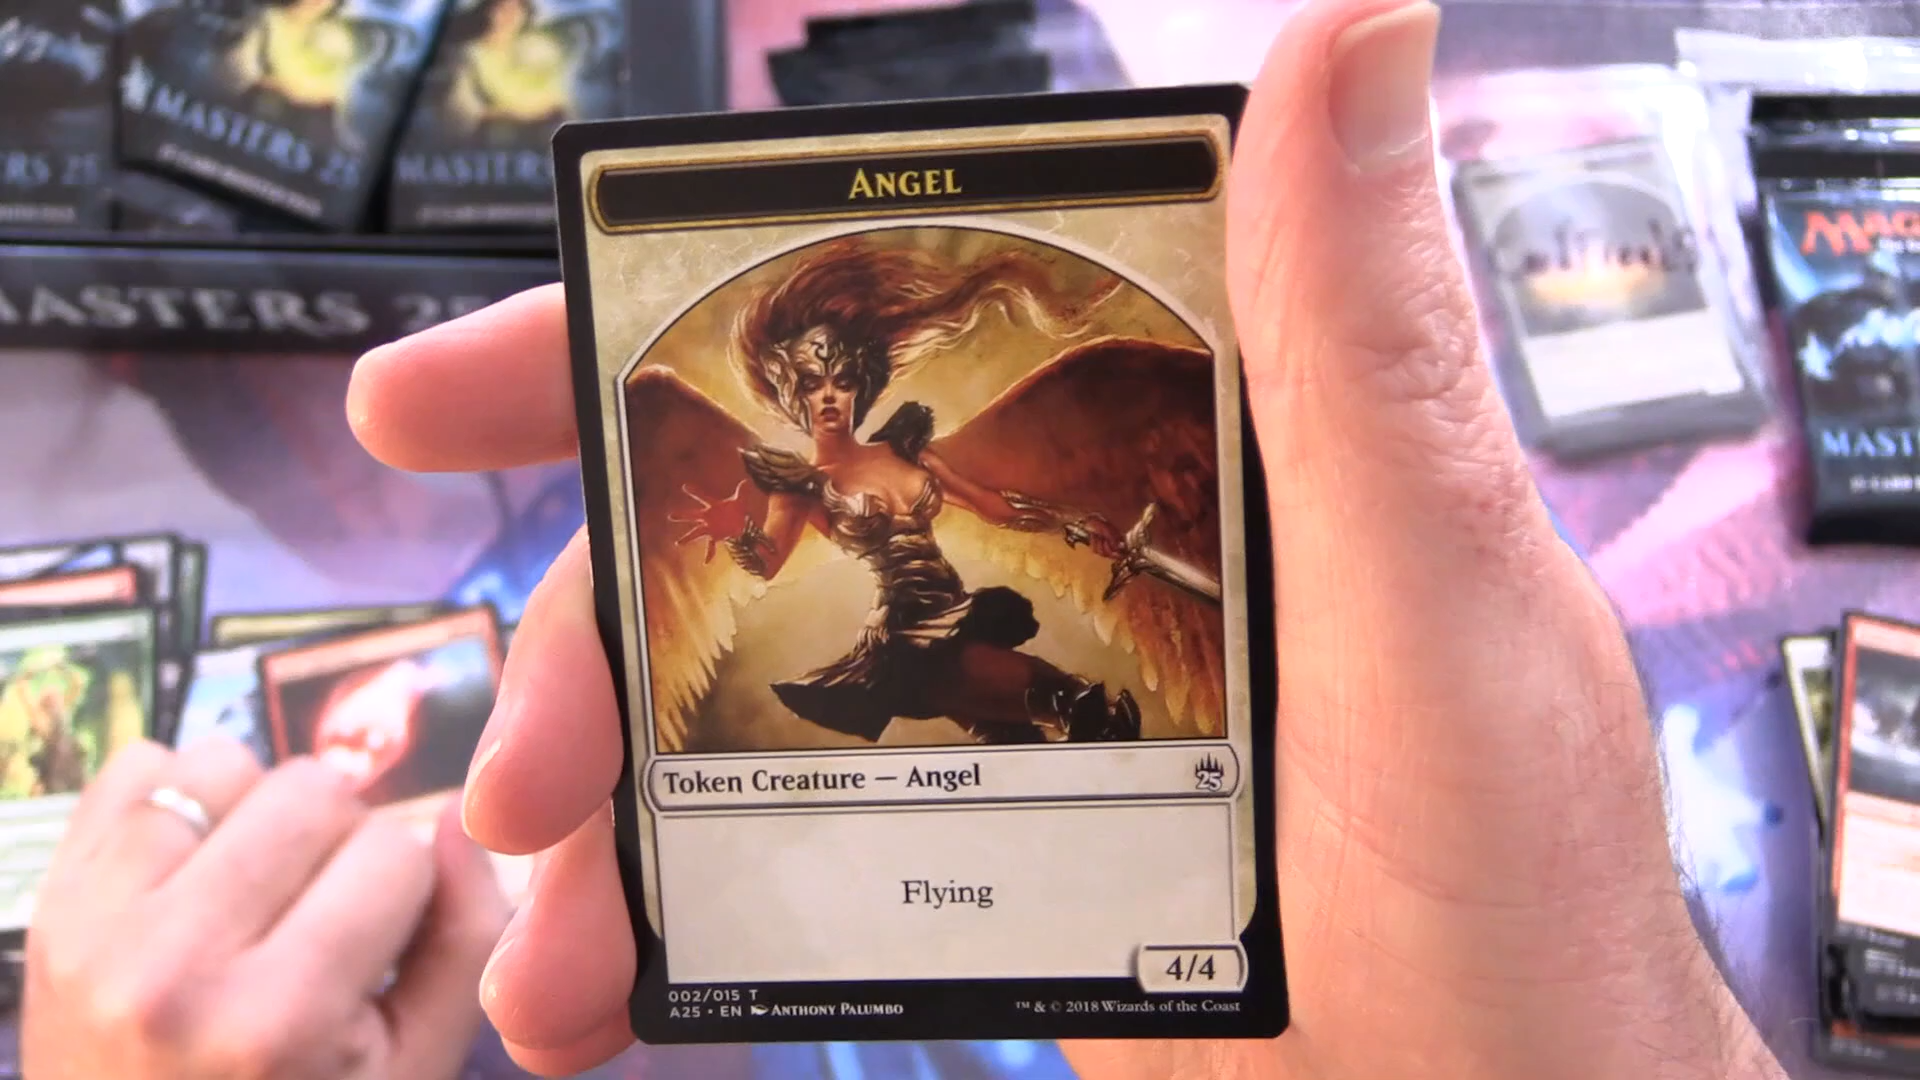 MASTERS 25
MASTERS
MASTERS 25
ANGEL
Token Creature — Angel
25
Flying
4/4
002/015 T
A25 • EN ANTHONY PALUMBO
™ & © 2018 Wizards of the Coast